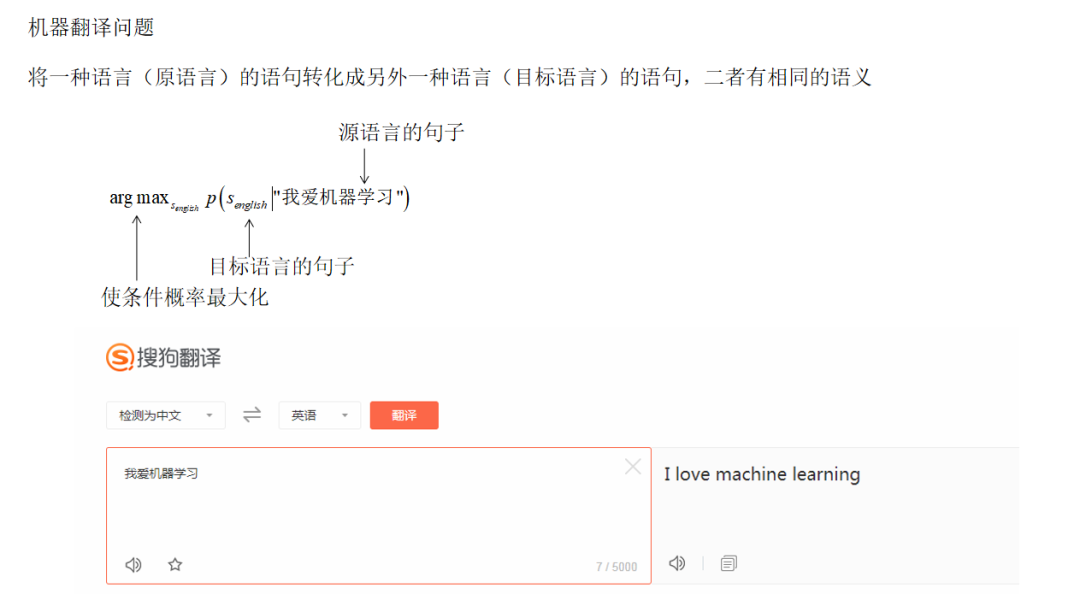 机器翻译问题
将一种语言（原语言）的语句转化成另外一种语言（目标语言）的语句，二者有相同的语义
源语言的句子
arg max_{s_{english}} p(s_{english}|"我爱机器学习")
目标语言的句子
使条件概率最大化
S搜狗翻译
检测为中文 英语 翻译
我爱机器学习 I love machine learning
7 / 5000